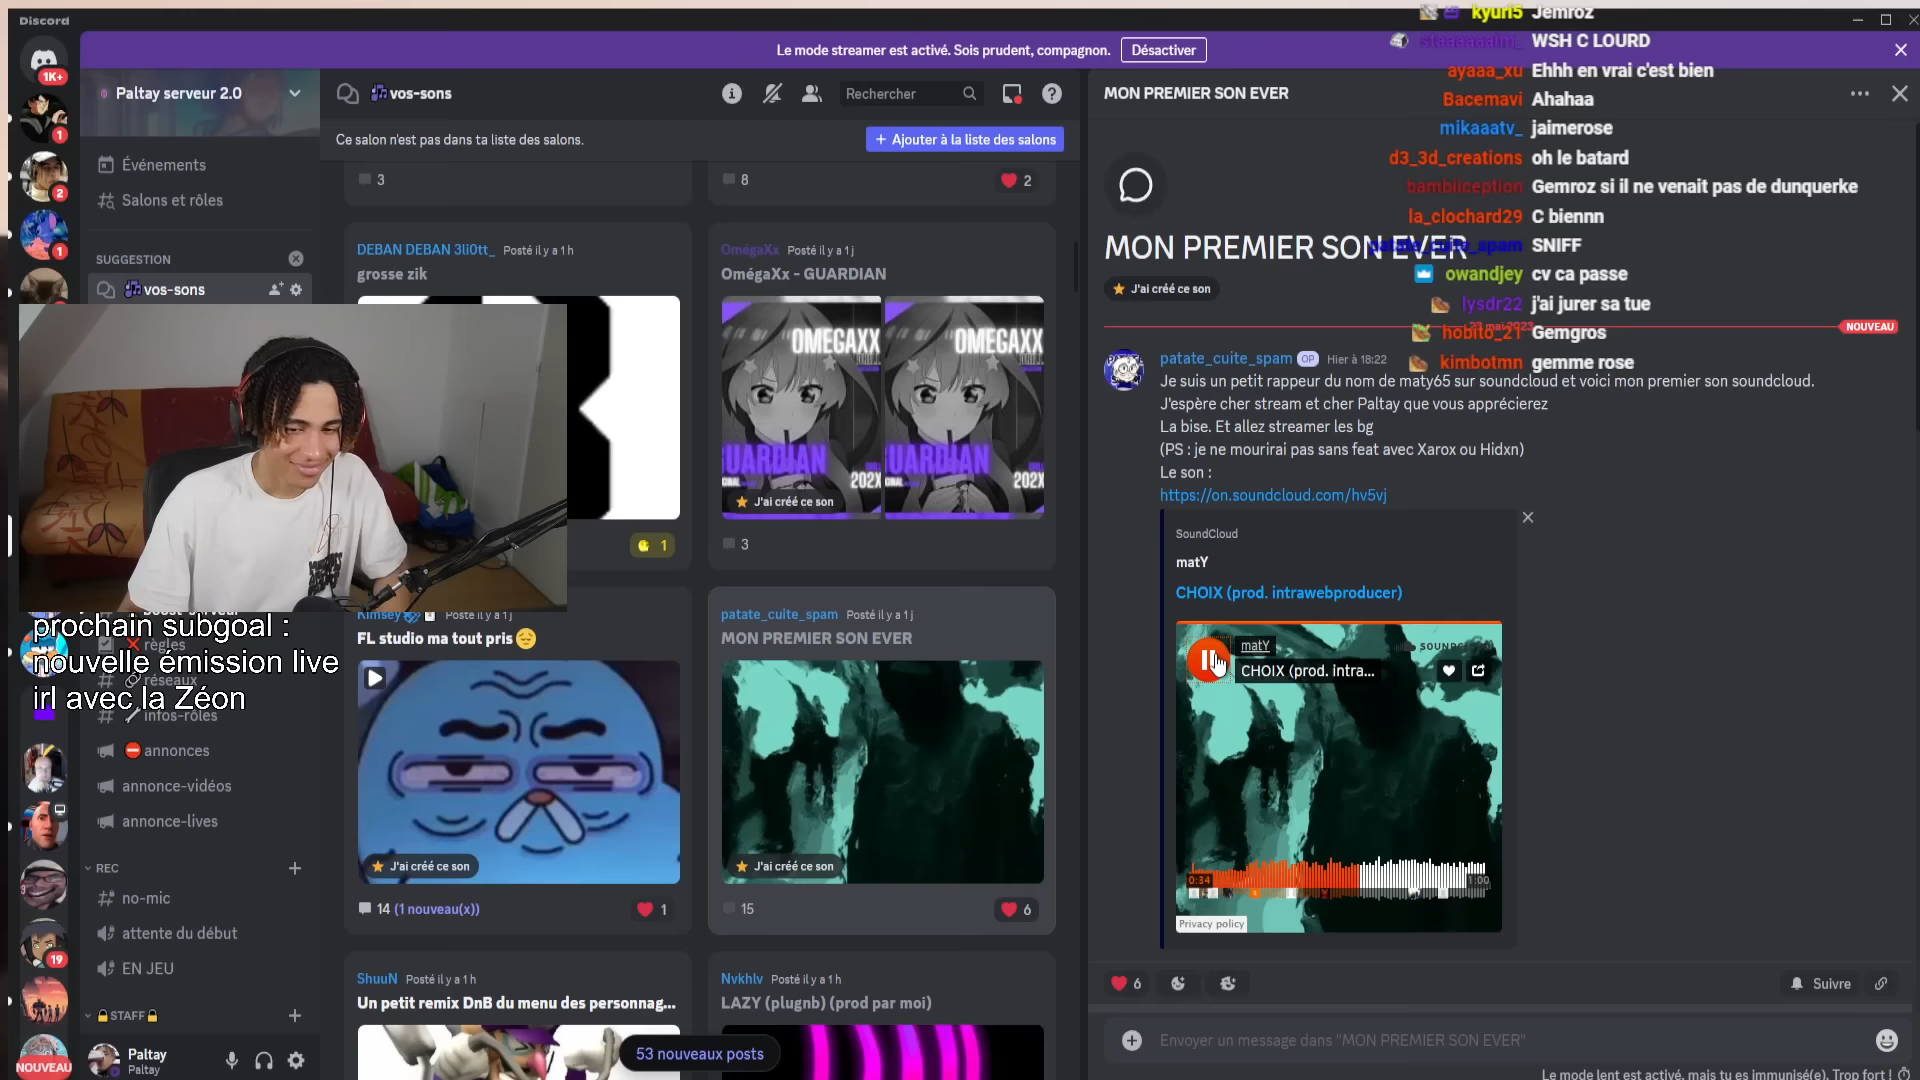 Discord
Le mode streamer est activé. Sois prudent, compagnon.
Désactiver
1K+
1
2
1
19
NOUVEAU
Paltay serveur 2.0
Événements
Salons et rôles
SUGGESTION
vos-sons
prochain subgoal :
nouvelle émission live
irl avec la Zéon
règles
réseaux
infos-rôles
annonces
annonce-vidéos
annonce-lives
REC
no-mic
attente du début
EN JEU
STAFF
Paltay
Paltay
vos-sons
Rechercher
Ce salon n'est pas dans ta liste des salons.
Ajouter à la liste des salons
3
8
2
DEBAN DEBAN 3li0tt_ Posté il y a 1 h
grosse zik
1
OmégaXx Posté il y a 1 j
OmégaXx - GUARDIAN
OMEGAXX
OMEGAXX
GUARDIAN
GUARDIAN
202X
202X
J'ai créé ce son
3
Kimsey Posté il y a 1 j
FL studio ma tout pris
J'ai créé ce son
14 (1 nouveau(x))
1
patate_cuite_spam Posté il y a 1 j
MON PREMIER SON EVER
J'ai créé ce son
15
6
ShuuN Posté il y a 1 h
Un petit remix DnB du menu des personnag...
Nvkhlv Posté il y a 1 h
LAZY (plugnb) (prod par moi)
53 nouveaux posts
MON PREMIER SON EVER
MON PREMIER SON EVER
J'ai créé ce son
23 mai 2023
NOUVEAU
patate_cuite_spam OP Hier à 18:22
Je suis un petit rappeur du nom de maty65 sur soundcloud et voici mon premier son soundcloud.
J'espère cher stream et cher Paltay que vous apprécierez
La bise. Et allez streamer les bg
(PS : je ne mourirai pas sans feat avec Xarox ou Hidxn)
Le son :
https://on.soundcloud.com/hv5vj
SoundCloud
matY
CHOIX (prod. intrawebproducer)
matY
CHOIX (prod. intra...
0:34
1:00
Privacy policy
6
Suivre
Envoyer un message dans "MON PREMIER SON EVER"
Le mode lent est activé, mais tu es immunisé(e). Trop fort !
kyuri5 Jemroz
WSH C LOURD
ayaaa_xu Ehhh en vrai c'est bien
Bacemavi Ahahaa
mikaaatv_ jaimerose
d3_3d_creations oh le batard
bambliception Gemroz si il ne venait pas de dunquerke
la_clochard29 C biennn
patate_cuite_spam SNIFF
owandjey cv ca passe
lysdr22 j'ai jurer sa tue
hobito_21 Gemgros
kimbotmn gemme rose